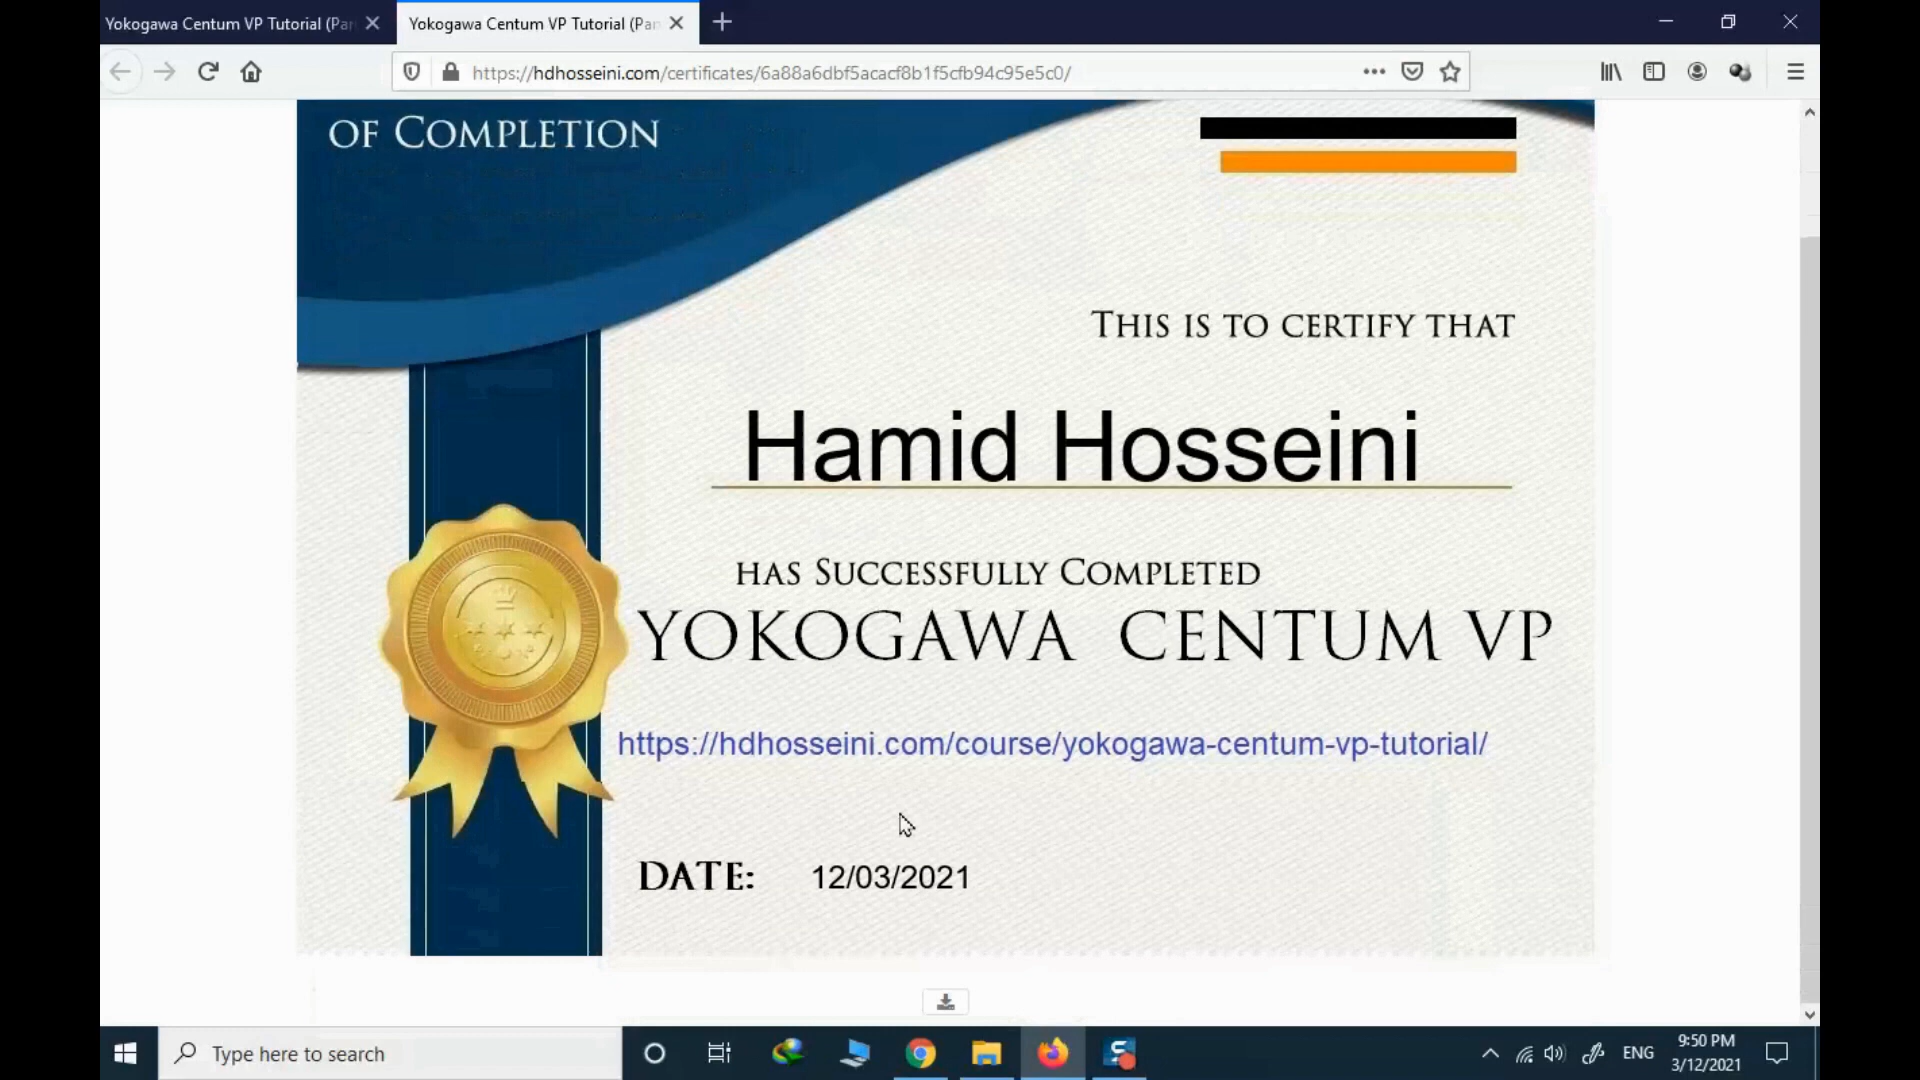 Yokogawa Centum VP Tutorial (Par
Yokogawa Centum VP Tutorial (Par
https://hdhosseini.com/certificates/6a88a6dbf5acacf8b1f5cfb94c95e5c0/
OF COMPLETION
THIS IS TO CERTIFY THAT
Hamid Hosseini
HAS SUCCESSFULLY COMPLETED
YOKOGAWA CENTUM VP
https://hdhosseini.com/course/yokogawa-centum-vp-tutorial/
DATE: 12/03/2021
Type here to search
ENG
9:50 PM
3/12/2021